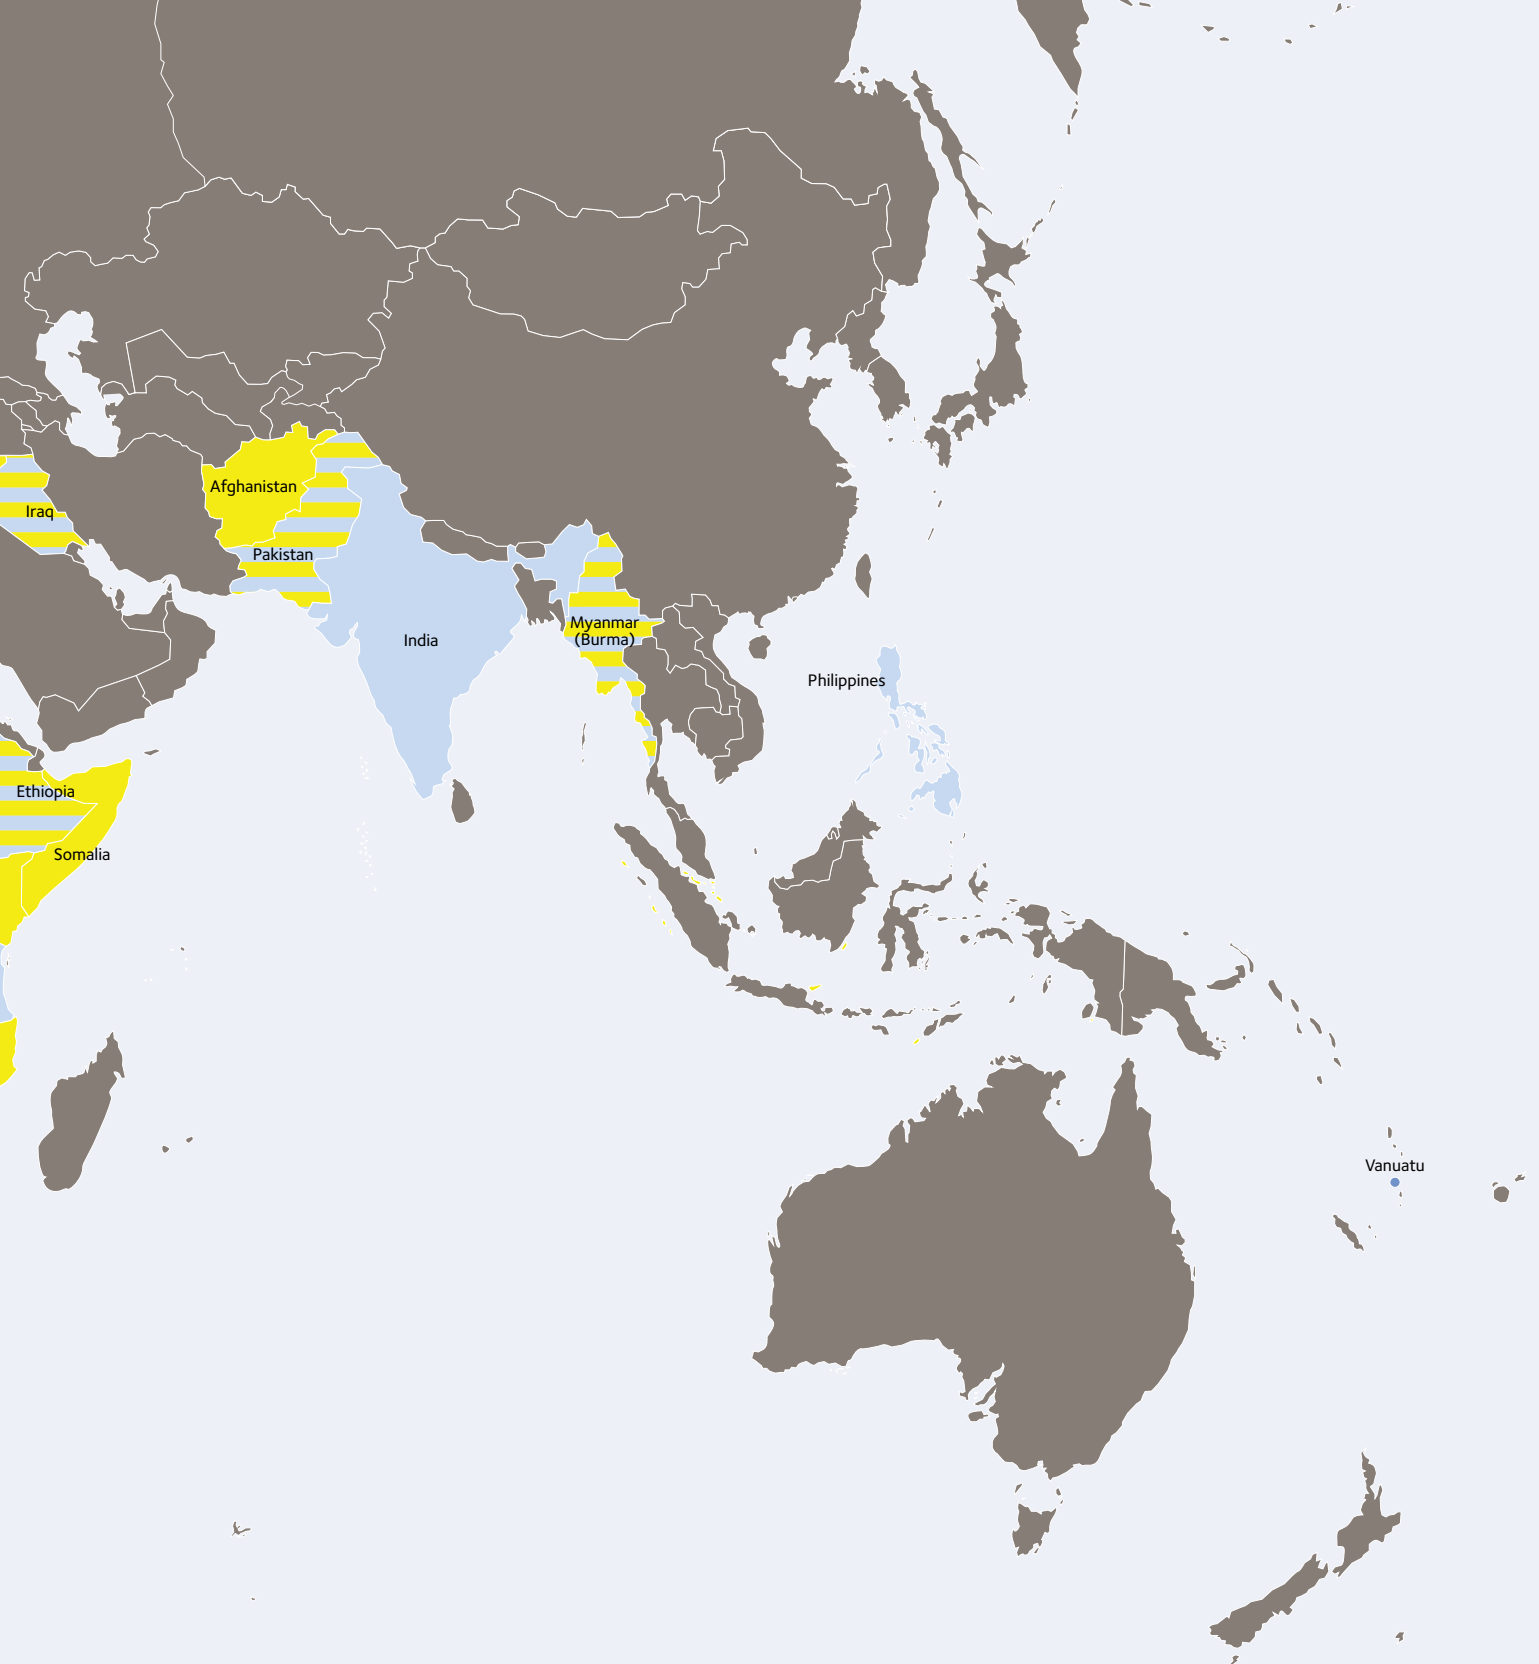 Afghanistan
Iraq
Pakistan
Myanmar
(Burma)
India
Philippines
Ethiopia
Somalia
Vanuatu